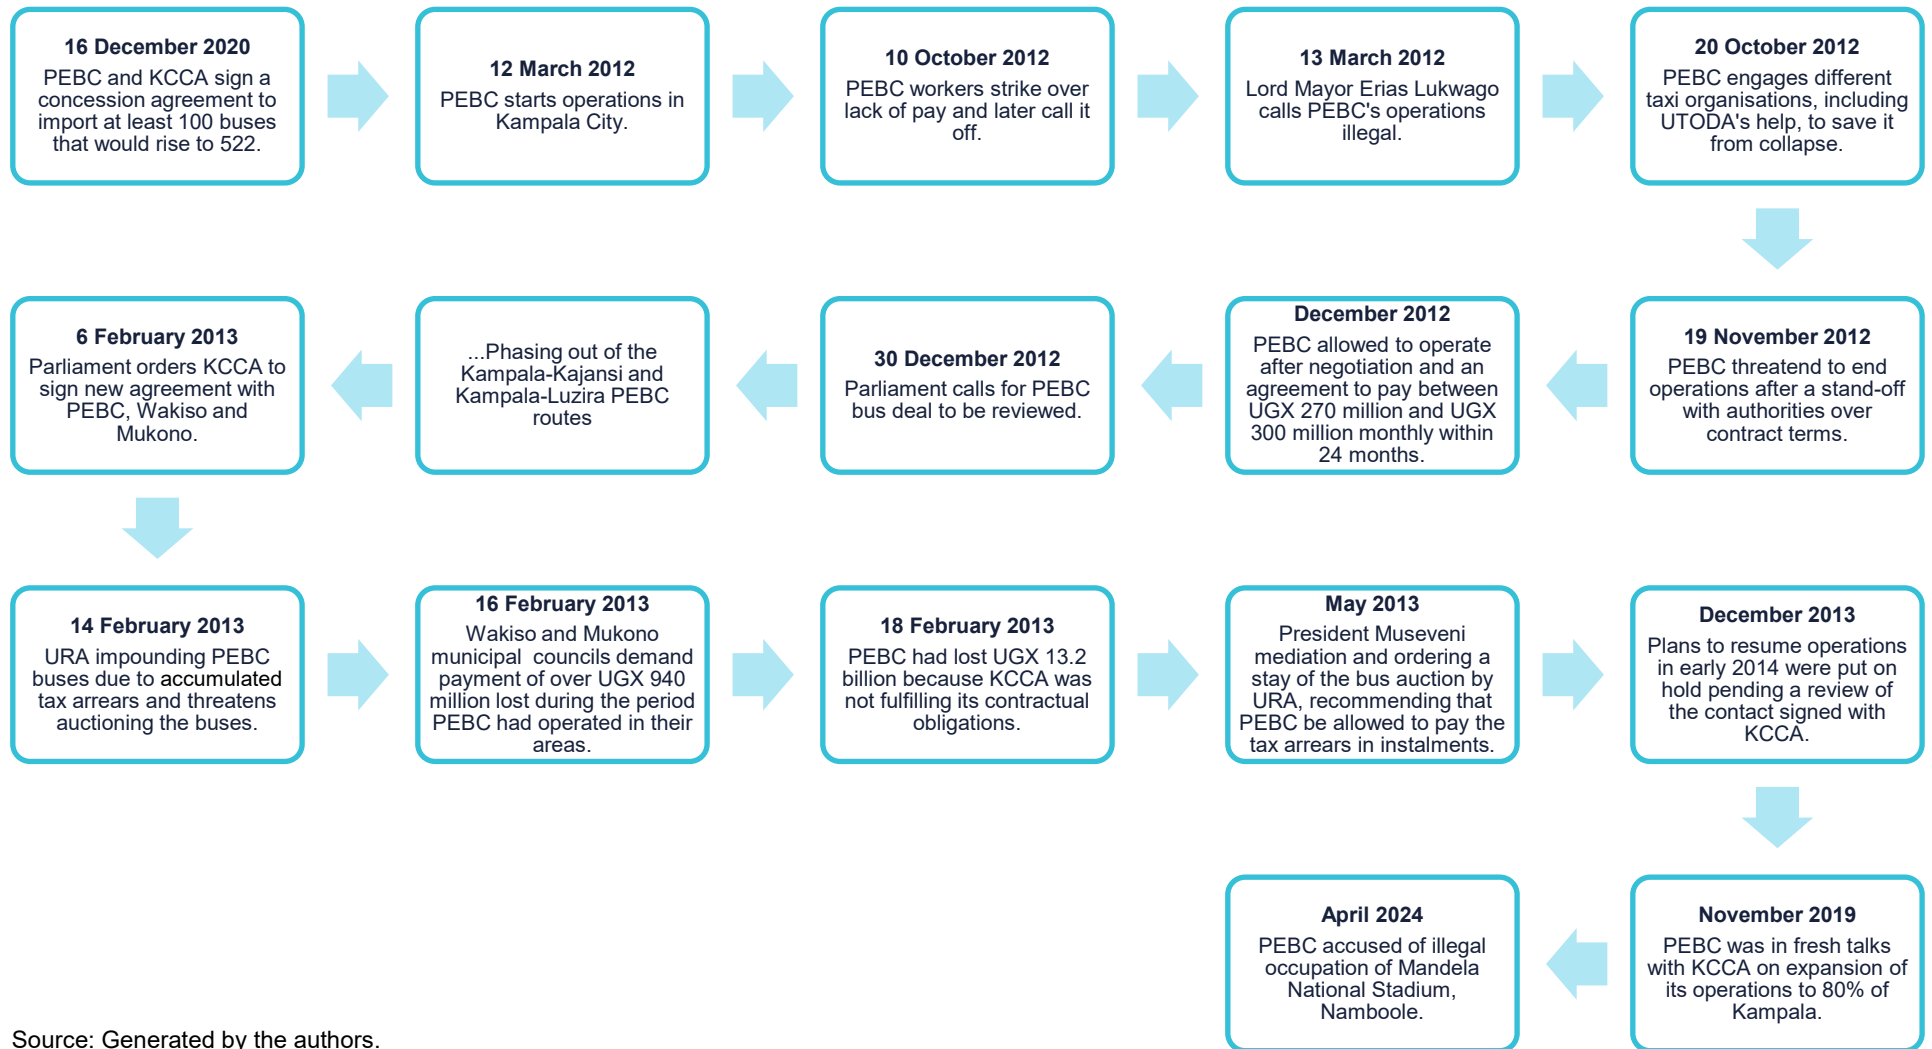 16 December 2020
PEBC and KCCA sign a
concession agreement to
import at least 100 buses
that would rise to 522.
12 March 2012
PEBC starts operations in
Kampala City.
10 October 2012
PEBC workers strike over
lack of pay and later call it
off.
13 March 2012
Lord Mayor Erias Lukwago
calls PEBC's operations
illegal.
20 October 2012
PEBC engages different
taxi organisations, including
UTODA's help, to save it
from collapse.
19 November 2012
PEBC threatend to end
operations after a stand-off
with authorities over
contract terms.
December 2012
PEBC allowed to operate
after negotiation and an
agreement to pay between
UGX 270 million and UGX
300 million monthly within
24 months.
30 December 2012
Parliament calls for PEBC
bus deal to be reviewed.
...Phasing out of the
Kampala-Kajansi and
Kampala-Luzira PEBC
routes
6 February 2013
Parliament orders KCCA to
sign new agreement with
PEBC, Wakiso and
Mukono.
14 February 2013
URA impounding PEBC
buses due to accumulated
tax arrears and threatens
auctioning the buses.
16 February 2013
Wakiso and Mukono
municipal councils demand
payment of over UGX 940
million lost during the period
PEBC had operated in their
areas.
18 February 2013
PEBC had lost UGX 13.2
billion because KCCA was
not fulfilling its contractual
obligations.
May 2013
President Museveni
mediation and ordering a
stay of the bus auction by
URA, recommending that
PEBC be allowed to pay the
tax arrears in instalments.
December 2013
Plans to resume operations
in early 2014 were put on
hold pending a review of
the contact signed with
KCCA.
November 2019
PEBC was in fresh talks
with KCCA on expansion of
its operations to 80% of
Kampala.
April 2024
PEBC accused of illegal
occupation of Mandela
National Stadium,
Namboole.
Source: Generated by the authors.